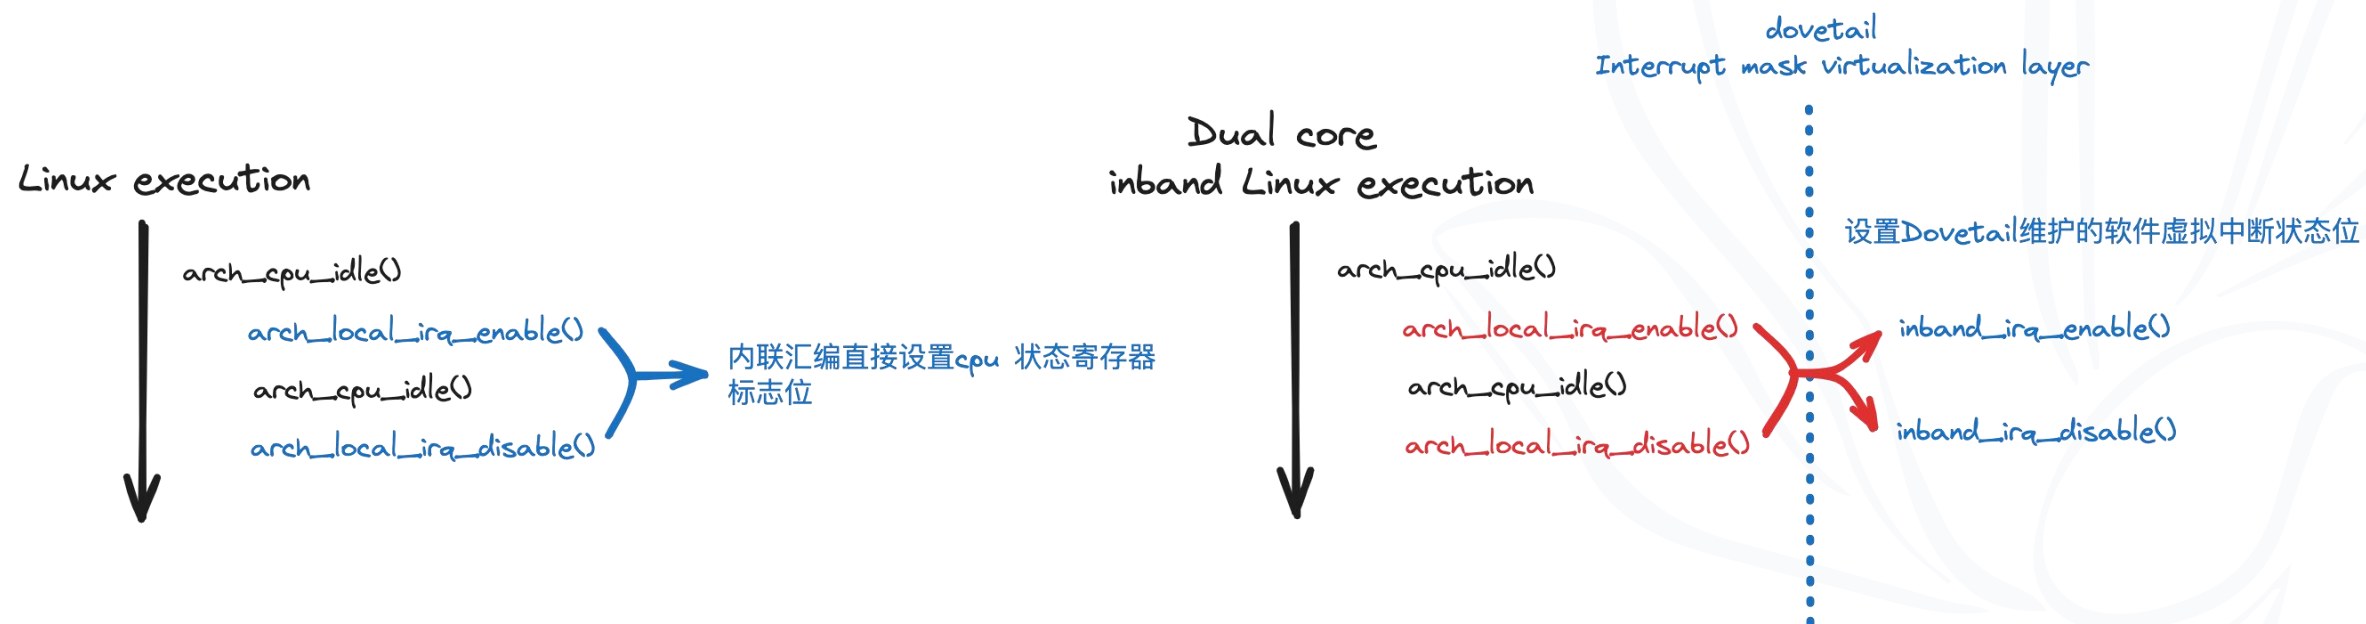 Linux execution
arch_cpu_idle()
arch_local_irq_enable()
arch_cpu_idle()
arch_local_irq_disable()
内联汇编直接设置cpu 状态寄存器
标志位
dovetail
Interrupt mask virtualization layer
Dual core
inband Linux execution
arch_cpu_idle()
arch_local_irq_enable()
arch_cpu_idle()
arch_local_irq_disable()
设置Dovetail维护的软件虚拟中断状态位
inband_irq_enable()
inband_irq_disable()